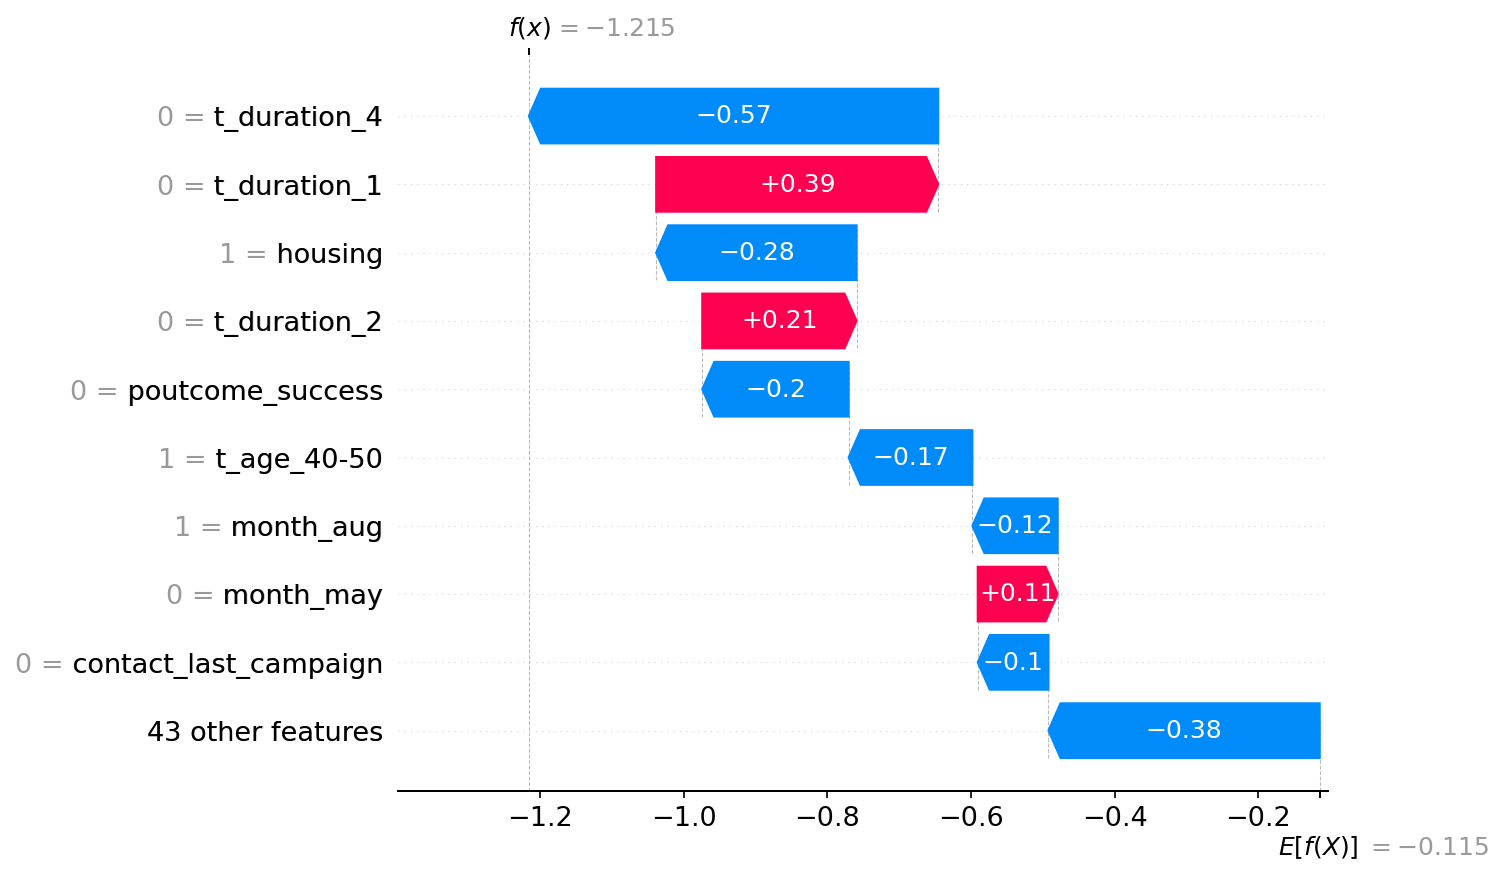 f(x) = −1.215
0 = t_duration_4 −0.57
0 = t_duration_1 +0.39
1 = housing −0.28
0 = t_duration_2 +0.21
0 = poutcome_success −0.2
1 = t_age_40-50 −0.17
1 = month_aug −0.12
0 = month_may +0.11
0 = contact_last_campaign −0.1
43 other features −0.38
−1.2 −1.0 −0.8 −0.6 −0.4 −0.2
E[f(X)] = −0.115